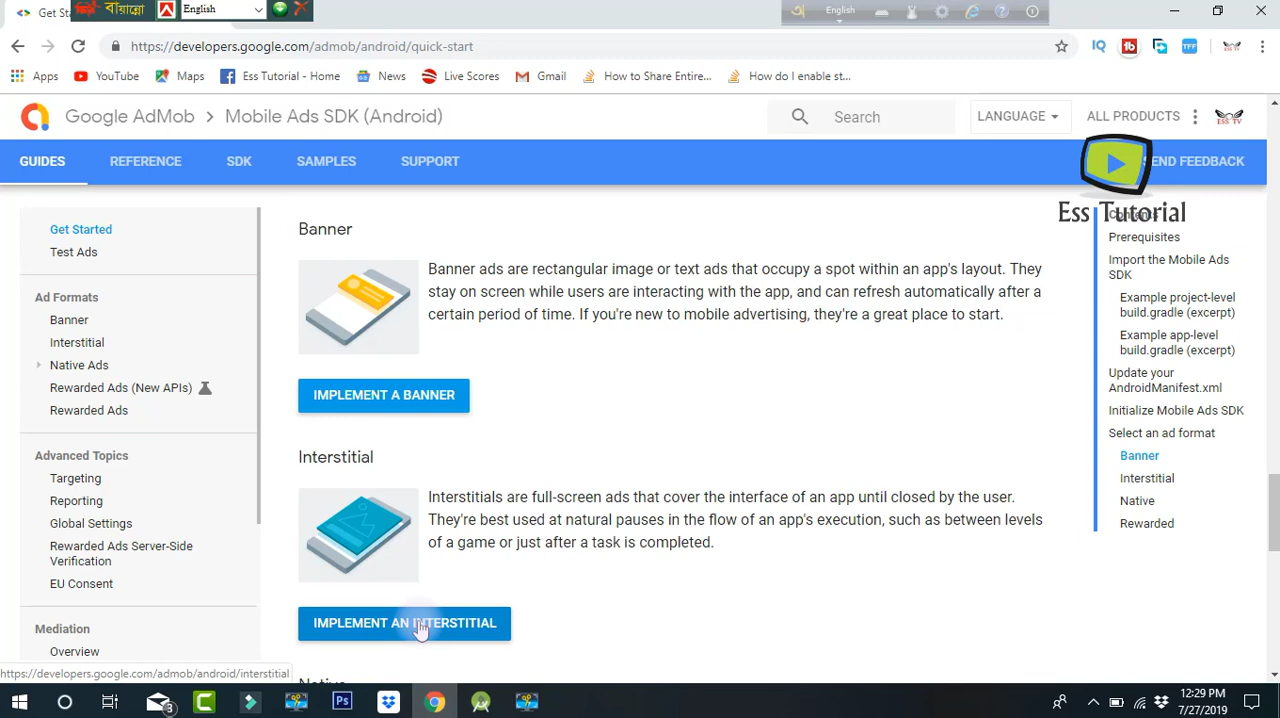 Get Sta
বাঁয়ান্নো
English
English
https://developers.google.com/admob/android/quick-start
Apps
YouTube
Maps
Ess Tutorial - Home
News
Live Scores
Gmail
How to Share Entire...
How do I enable st...
Google AdMob > Mobile Ads SDK (Android)
Search
LANGUAGE
ALL PRODUCTS
GUIDES
REFERENCE
SDK
SAMPLES
SUPPORT
SEND FEEDBACK
Ess Tutorial
Get Started
Test Ads
Ad Formats
Banner
Interstitial
Native Ads
Rewarded Ads (New APIs)
Rewarded Ads
Advanced Topics
Targeting
Reporting
Global Settings
Rewarded Ads Server-Side
Verification
EU Consent
Mediation
Overview
Banner
Banner ads are rectangular image or text ads that occupy a spot within an app's layout. They
stay on screen while users are interacting with the app, and can refresh automatically after a
certain period of time. If you're new to mobile advertising, they're a great place to start.
IMPLEMENT A BANNER
Interstitial
Interstitials are full-screen ads that cover the interface of an app until closed by the user.
They're best used at natural pauses in the flow of an app's execution, such as between levels
of a game or just after a task is completed.
IMPLEMENT AN INTERSTITIAL
Native
Contents
Prerequisites
Import the Mobile Ads
SDK
Example project-level
build.gradle (excerpt)
Example app-level
build.gradle (excerpt)
Update your
AndroidManifest.xml
Initialize Mobile Ads SDK
Select an ad format
Banner
Interstitial
Native
Rewarded
https://developers.google.com/admob/android/interstitial
12:29 PM
7/27/2019